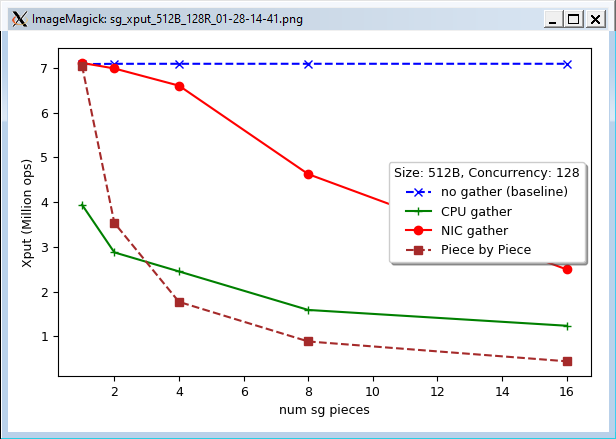 ImageMagick: sg_xput_512B_128R_01-28-14-41.png
7
6
5
4
3
2
1
Xput (Million ops)
Size: 512B, Concurrency: 128
no gather (baseline)
CPU gather
NIC gather
Piece by Piece
2 4 6 8 10 12 14 16
num sg pieces